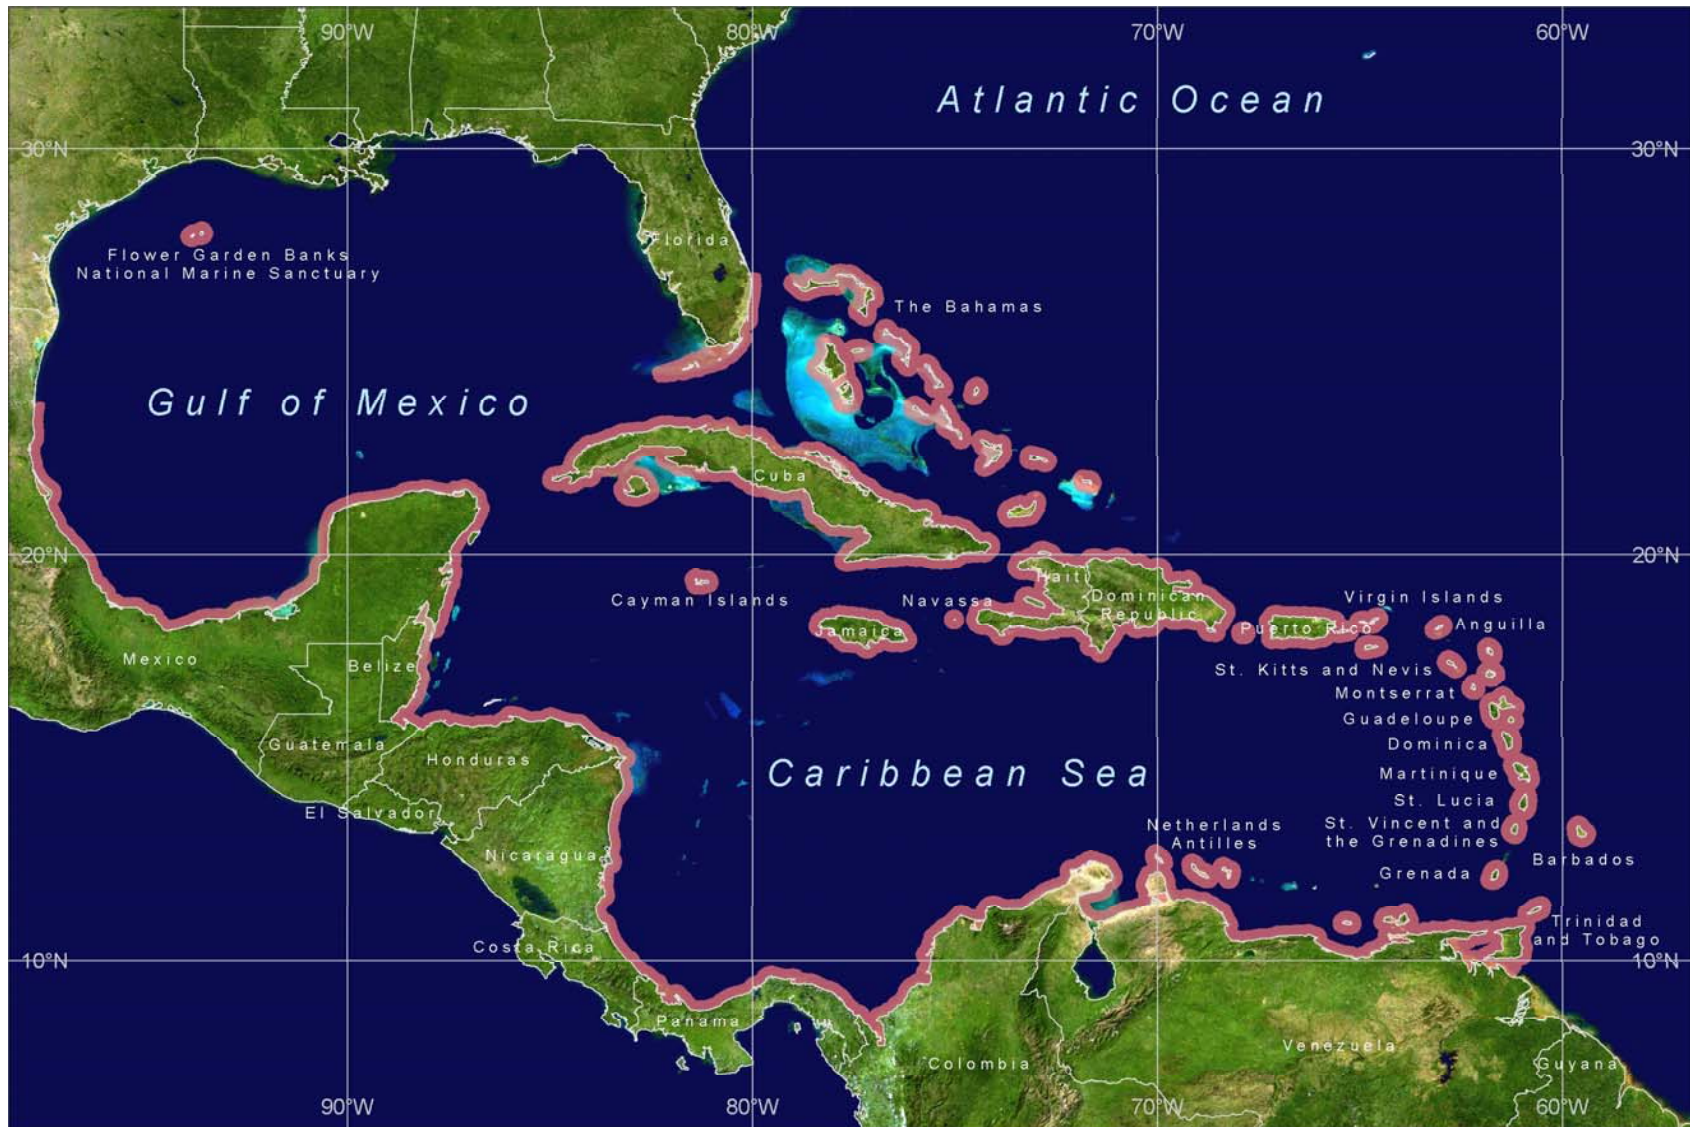 90°W 80°W 70°W 60°W
Atlantic Ocean
30°N 30°N
Florida
Flower Garden Banks
National Marine Sanctuary
The Bahamas
Gulf of Mexico
Cuba
20°N 20°N
Haiti
Dominican
Republic
Cayman Islands
Navassa
Virgin Islands
Jamaica
Puerto Rico
Anguilla
Mexico
Belize
St. Kitts and Nevis
Montserrat
Guadeloupe
Guatemala
Honduras
Dominica
Caribbean Sea
Martinique
El Salvador
St. Lucia
Netherlands
Antilles
St. Vincent and
the Grenadines
Nicaragua
Barbados
Grenada
Trinidad
and Tobago
Costa Rica
10°N 10°N
Panama
Colombia
Venezuela
Guyana
90°W 80°W 70°W 60°W